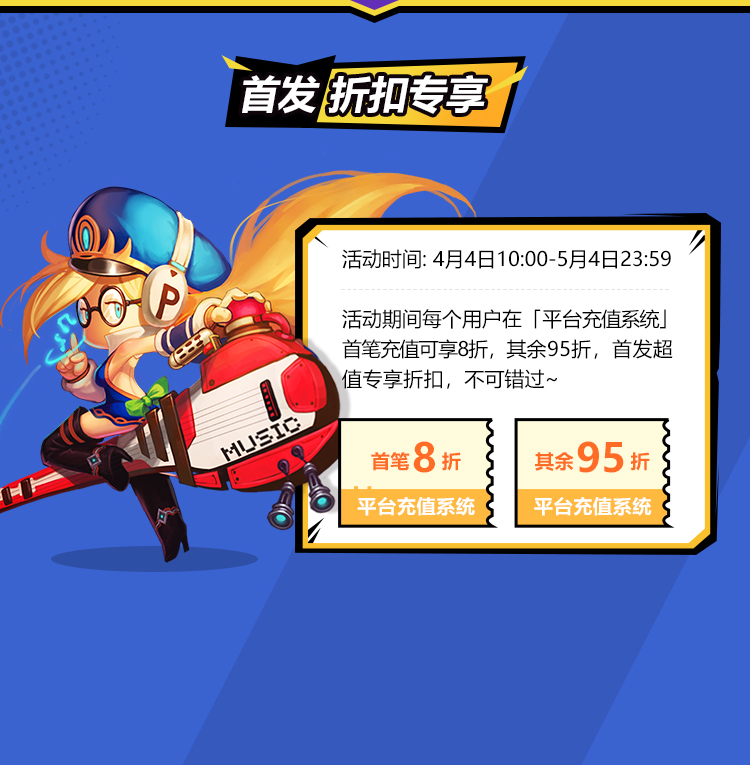 首发折扣专享
活动时间: 4月4日10:00-5月4日23:59
活动期间每个用户在「平台充值系统」
首笔充值可享8折，其余95折，首发超
值专享折扣，不可错过~
P
MUSIC
首笔8折
平台充值系统
其余95折
平台充值系统